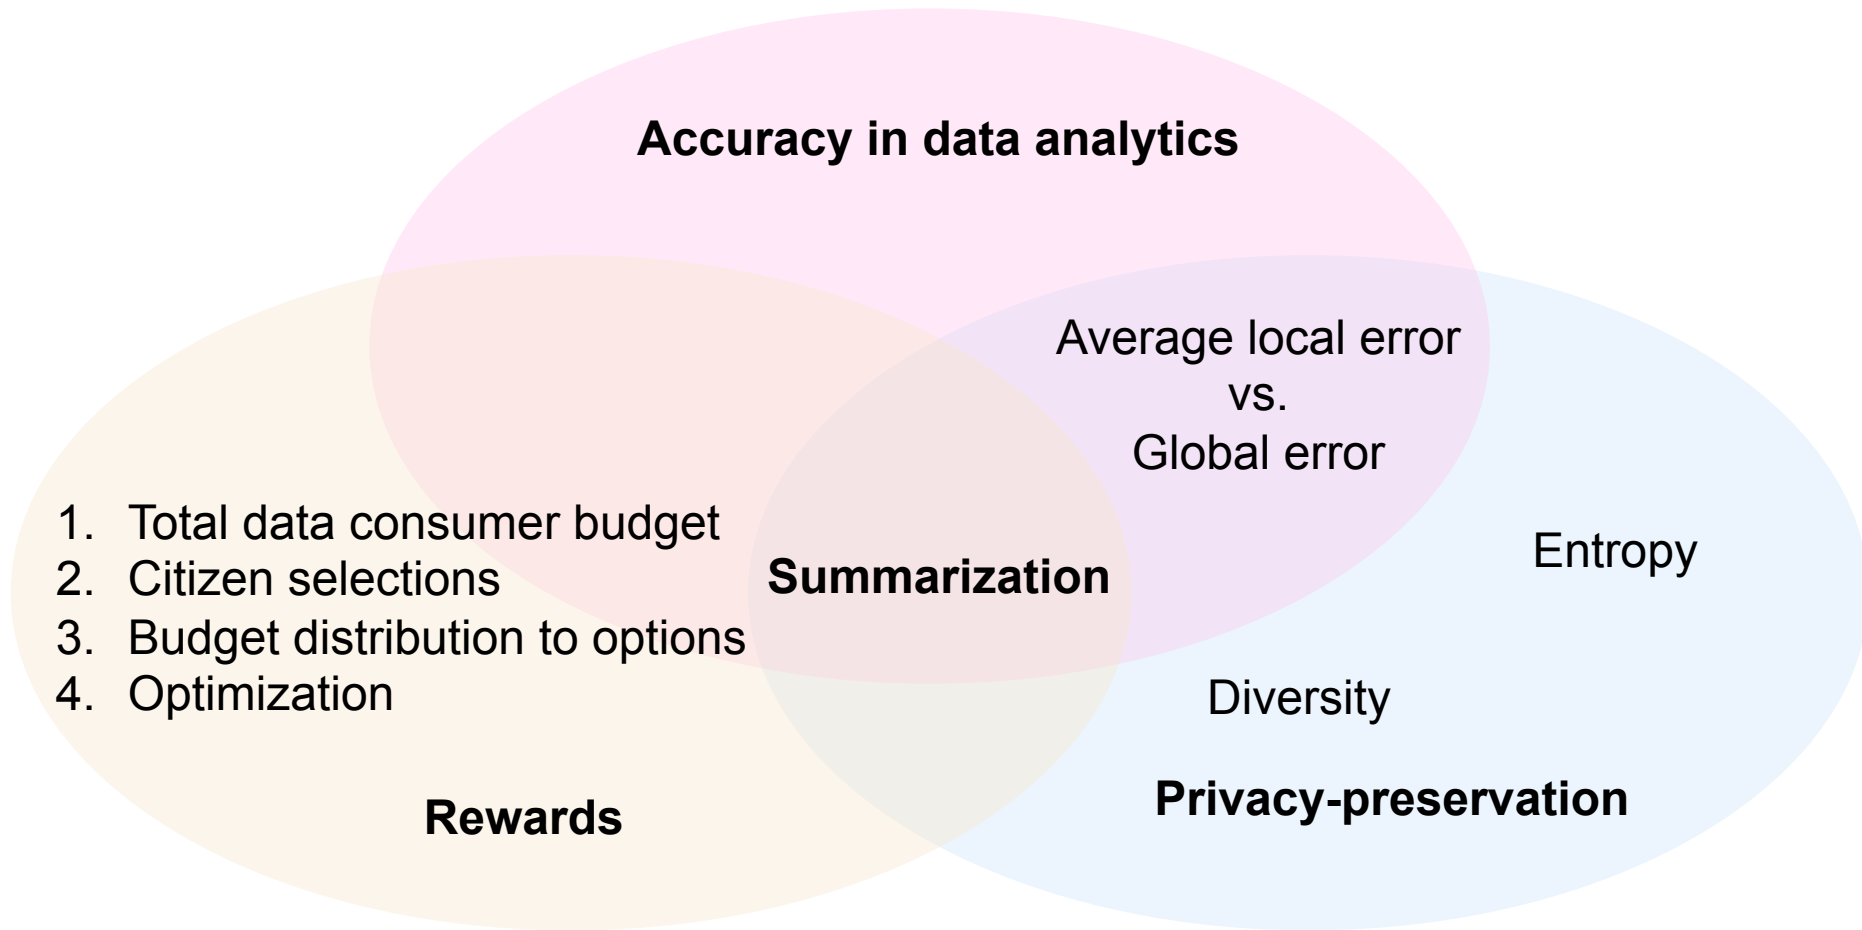 Accuracy in data analytics
Average local error
vs.
Global error
1. Total data consumer budget
2. Citizen selections
3. Budget distribution to options
4. Optimization
Summarization
Entropy
Diversity
Privacy-preservation
Rewards